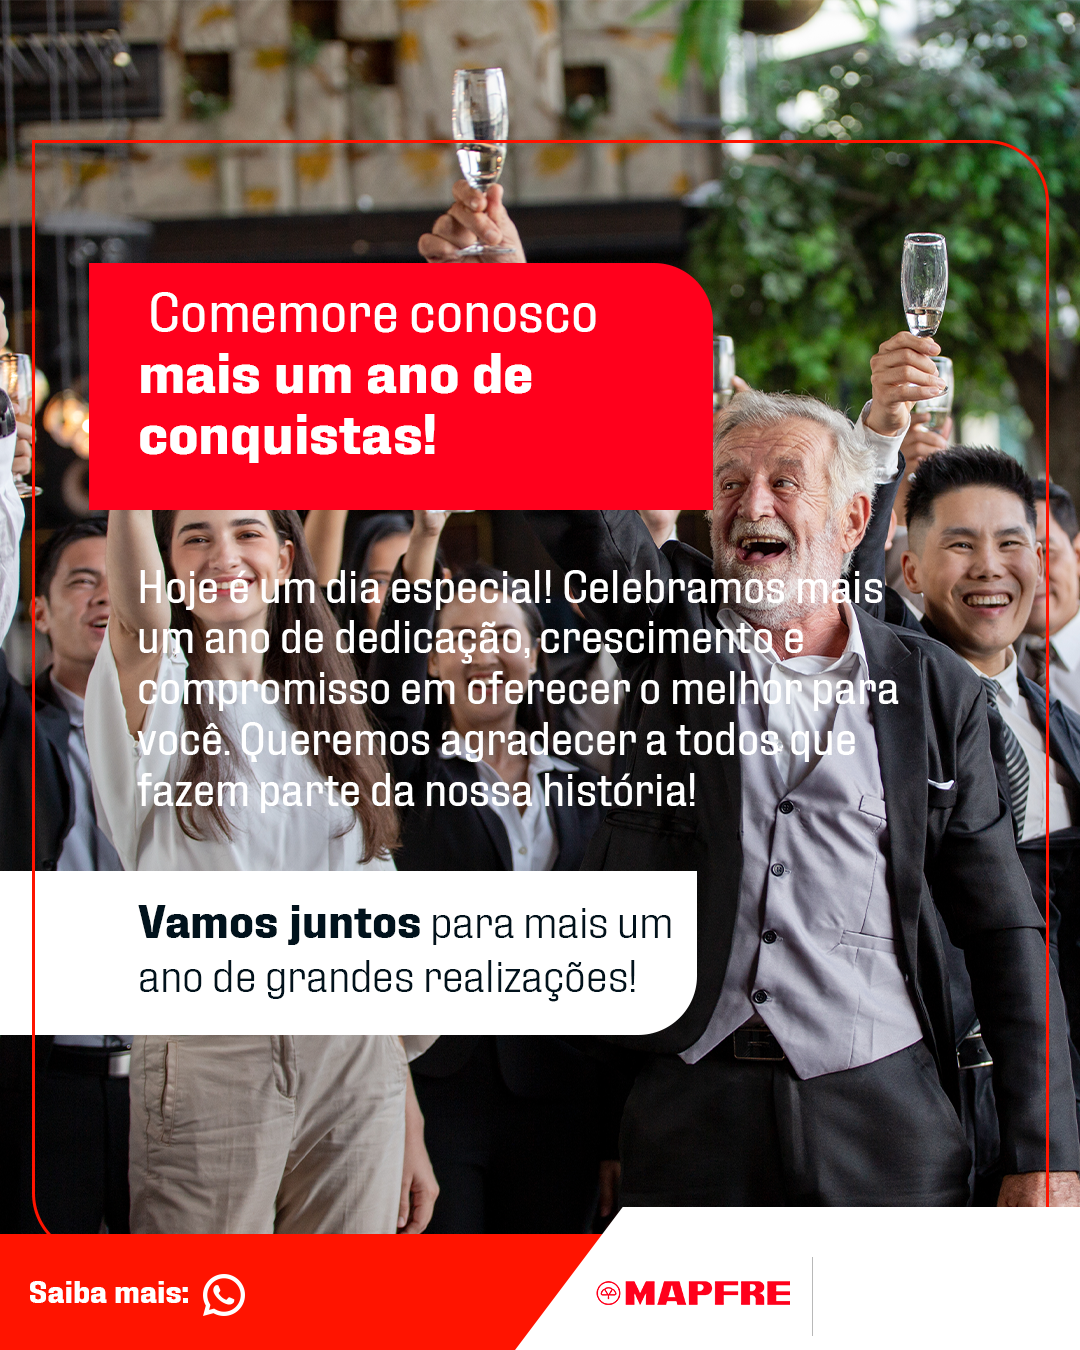 Comemore conosco
mais um ano de
conquistas!
Hoje é um dia especial! Celebramos mais
um ano de dedicação, crescimento e
compromisso em oferecer o melhor para
você. Queremos agradecer a todos que
fazem parte da nossa história!
Vamos juntos para mais um
ano de grandes realizações!
Saiba mais:
MAPFRE